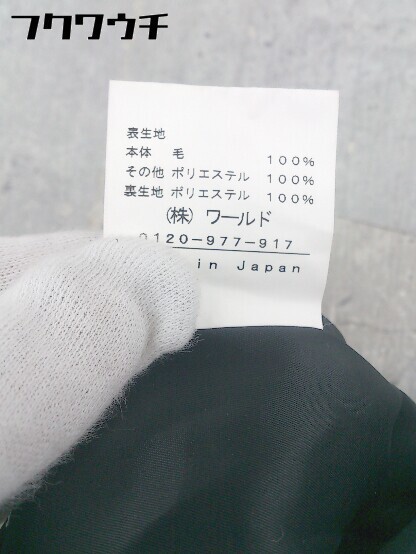 フクワウチ
表生地
本体 毛 100%
その他 ポリエステル 100%
裏生地 ポリエステル 100%
(株) ワールド
0120-977-917
in Japan